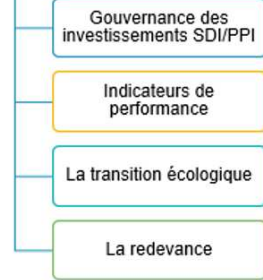 Gouvernance des
investissements SDI/PPI
Indicateurs de
performance
La transition écologique
La redevance